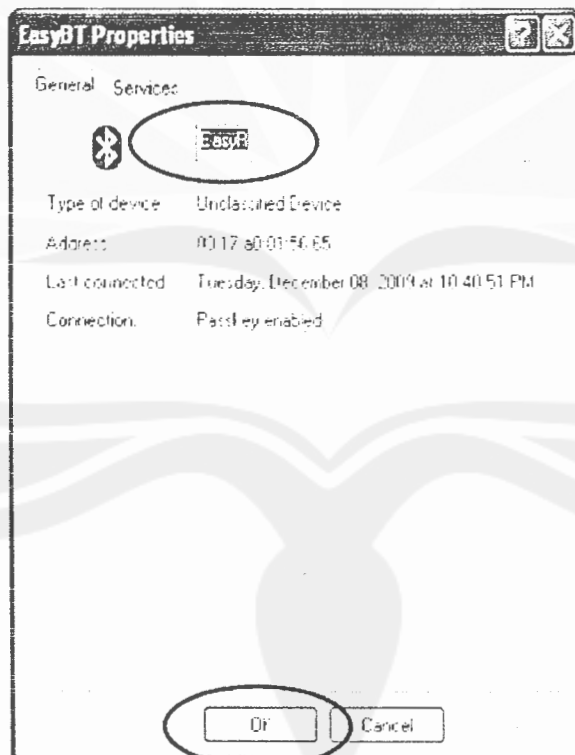 EasyBT Properties
General Services
EasyR
Type of device Unclassified Device
Address 00:17:a0:01:56:65
Last connected Tuesday, December 08, 2009 at 10:40:51 PM
Connection: Passkey enabled
OK Cancel